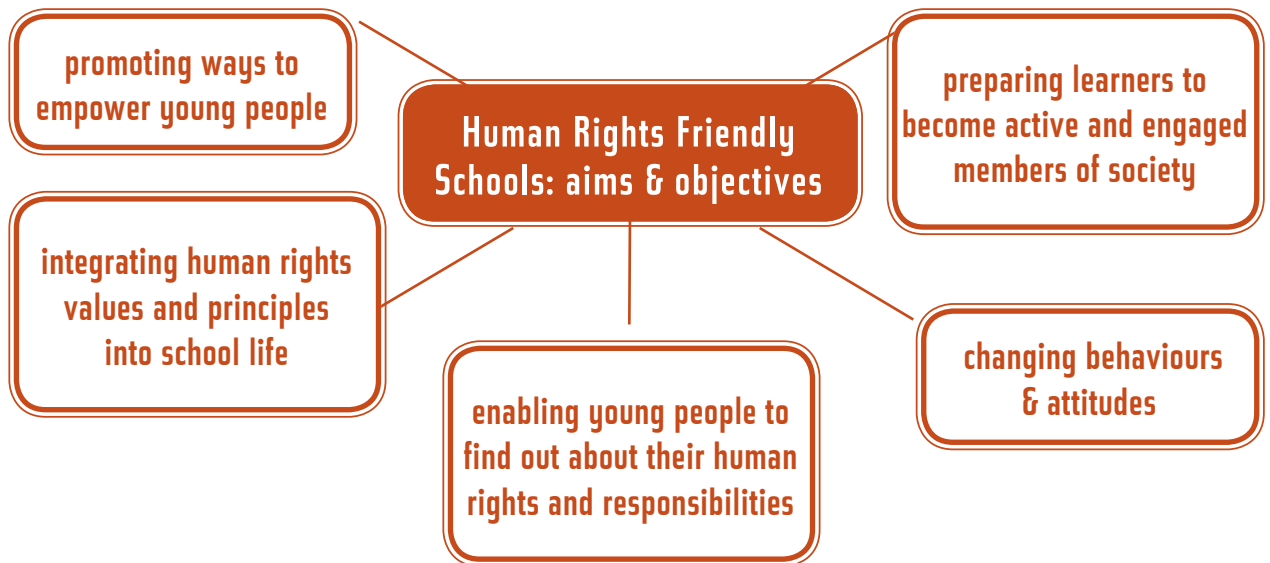 promoting ways to
empower young people
Human Rights Friendly
Schools: aims & objectives
preparing learners to
become active and engaged
members of society
integrating human rights
values and principles
into school life
enabling young people to
find out about their human
rights and responsibilities
changing behaviours
& attitudes